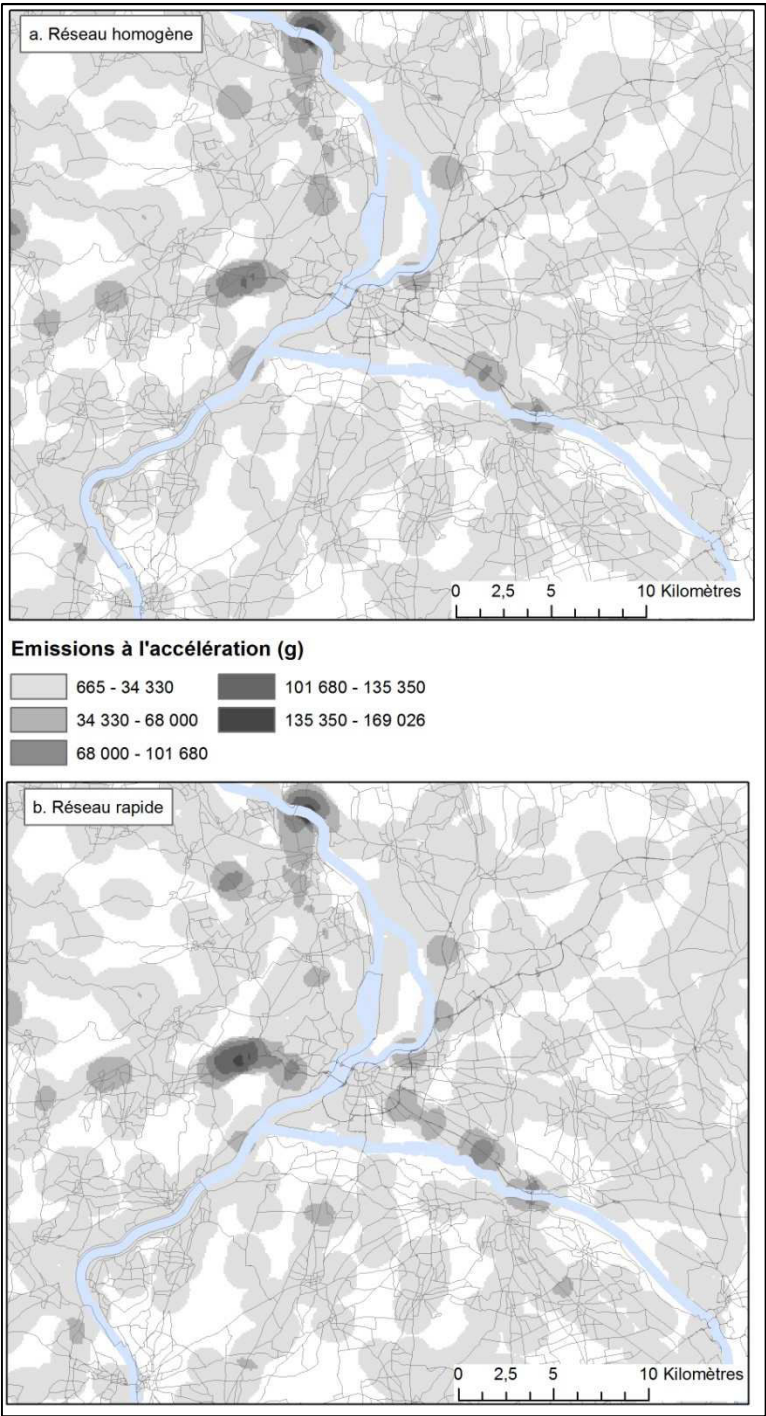 a. Réseau homogène
0 2,5 5 10 Kilomètres
Emissions à l'accélération (g)
665 - 34 330
101 680 - 135 350
34 330 - 68 000
135 350 - 169 026
68 000 - 101 680
b. Réseau rapide
0 2,5 5 10 Kilomètres